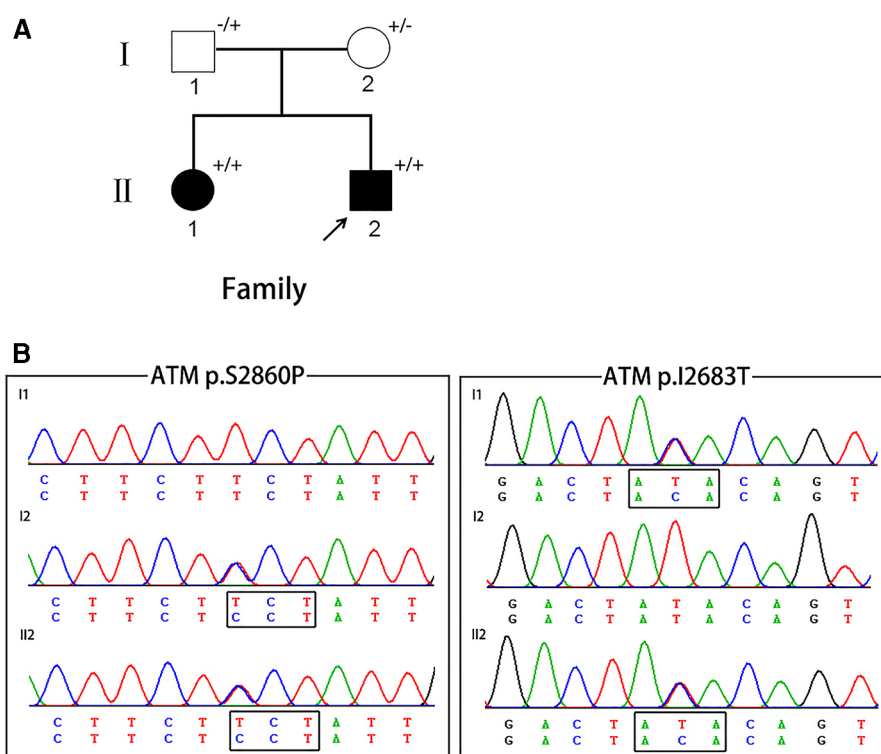 A
-/+
+/-
I
1
2
+/+
+/+
II
1
2
Family
B
ATM p.S2860P
I1
C T T C T T C T A T T
C T T C T T C T A T T
I2
C T T C T T C T A T T
C T T C T C C T A T T
II2
C T T C T T C T A T T
C T T C T C C T A T T
ATM p.I2683T
I1
G A C T A T A C A G T
G A C T A C A C A G T
I2
G A C T A T A C A G T
G A C T A T A C A G T
II2
G A C T A T A C A G T
G A C T A C A C A G T